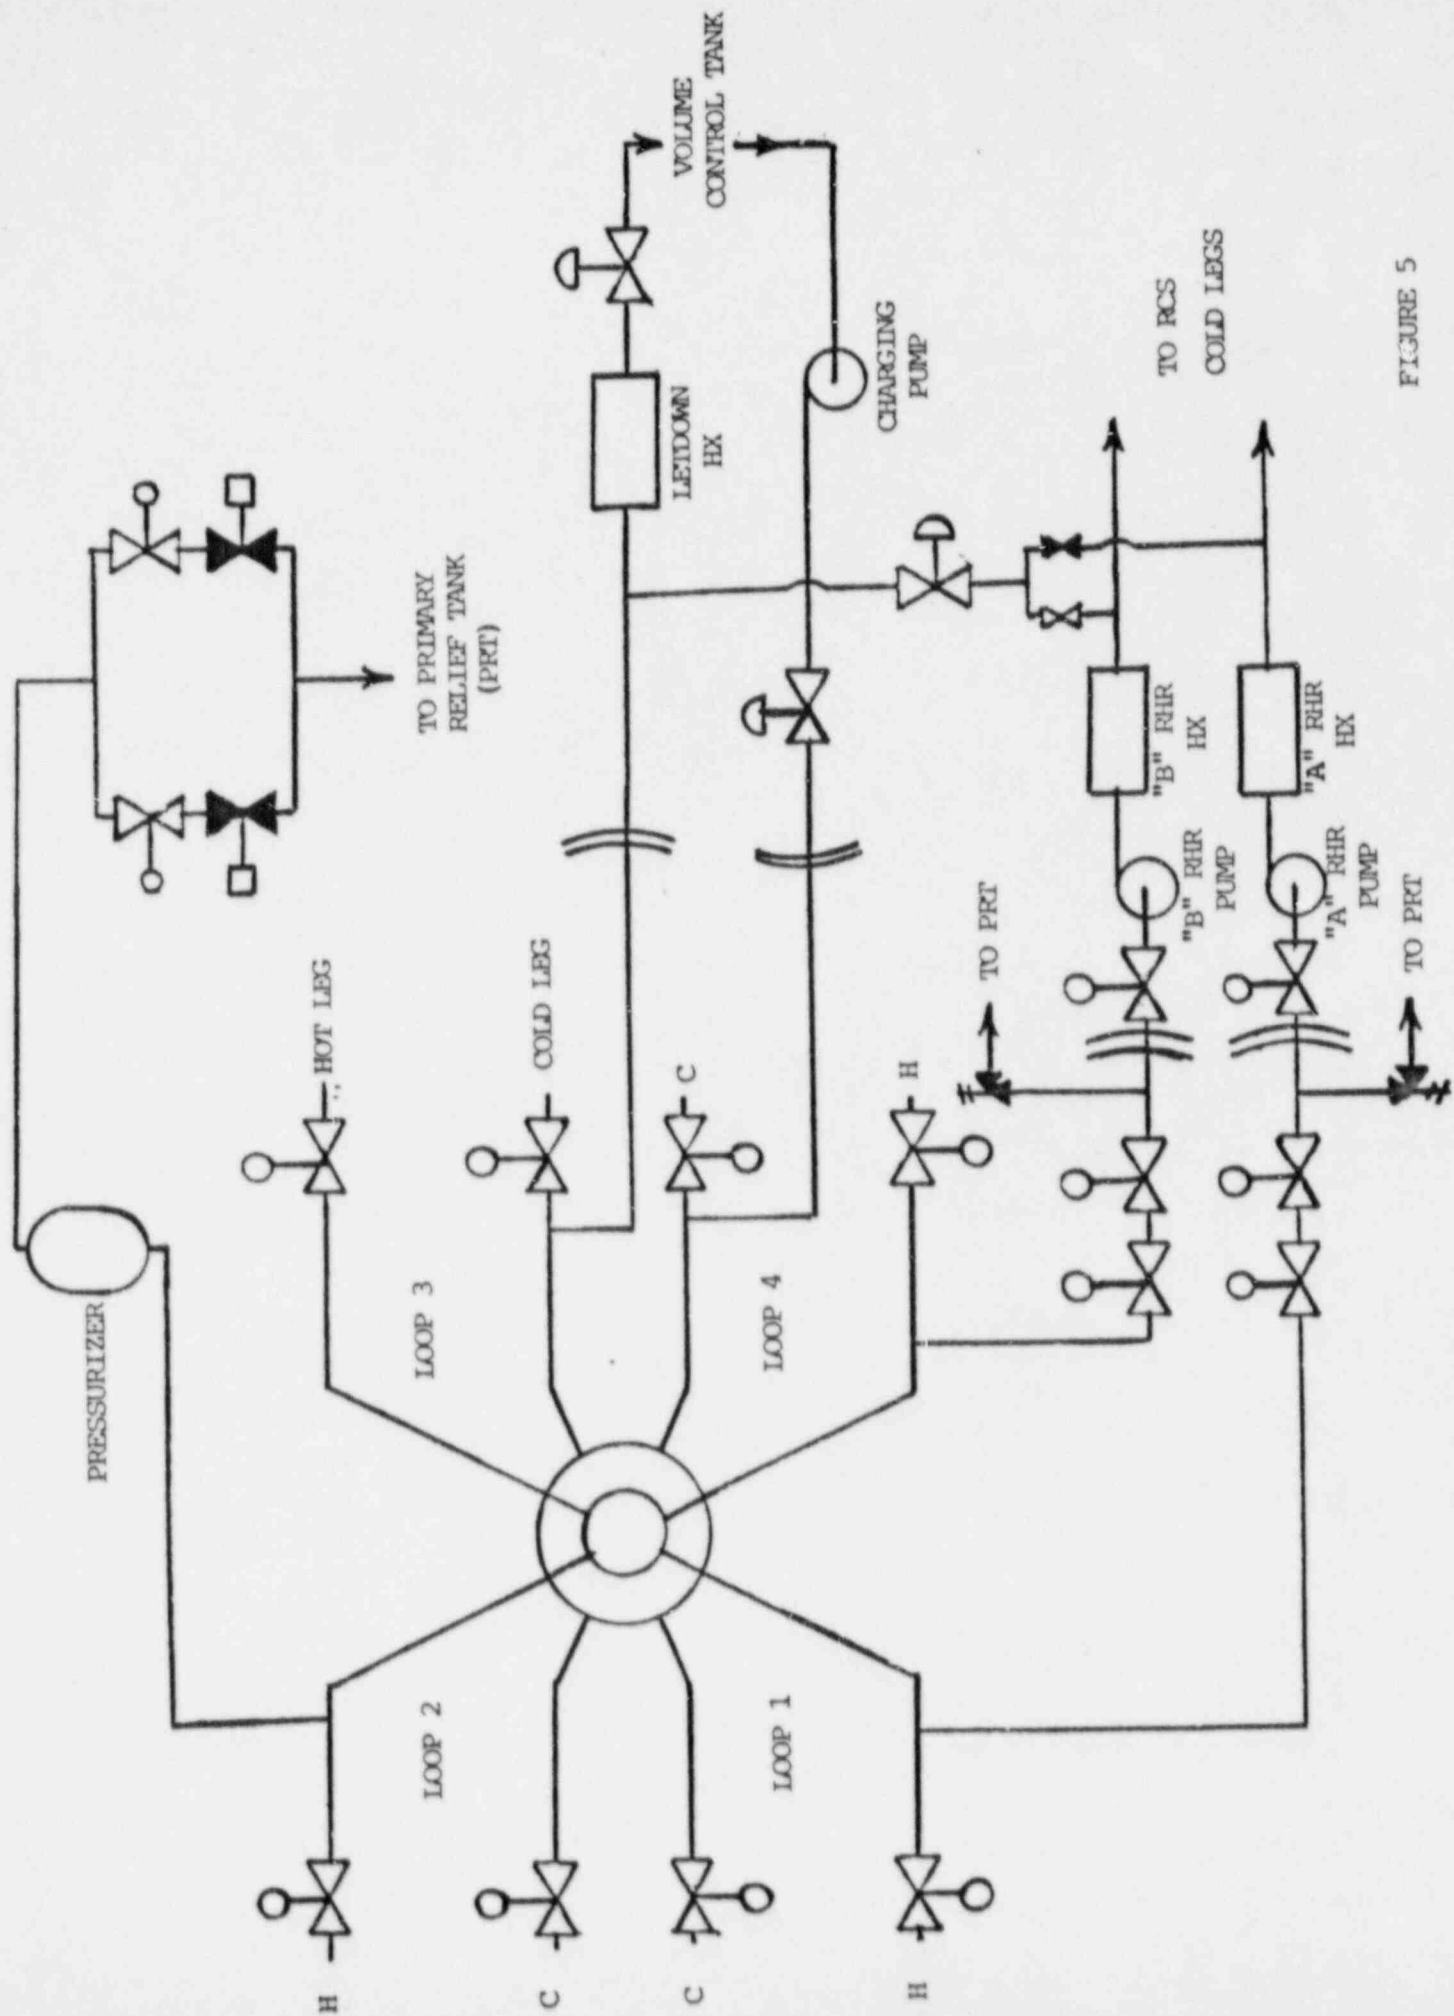 PRESSURIZER
TO PRIMARY
RELIEF TANK
(PRT)
HOT LEG
COLD LEG
LOOP 3
LOOP 2
H
C
C
LOOP 4
C
LOOP 1
H
H
LETDOWN
HX
VOLUME
CONTROL TANK
CHARGING
PUMP
TO PRT
"B" RHR
PUMP
"B" RHR
HX
TO RCS
COLD LEGS
"A" RHR
PUMP
"A" RHR
HX
TO PRT
FIGURE 5